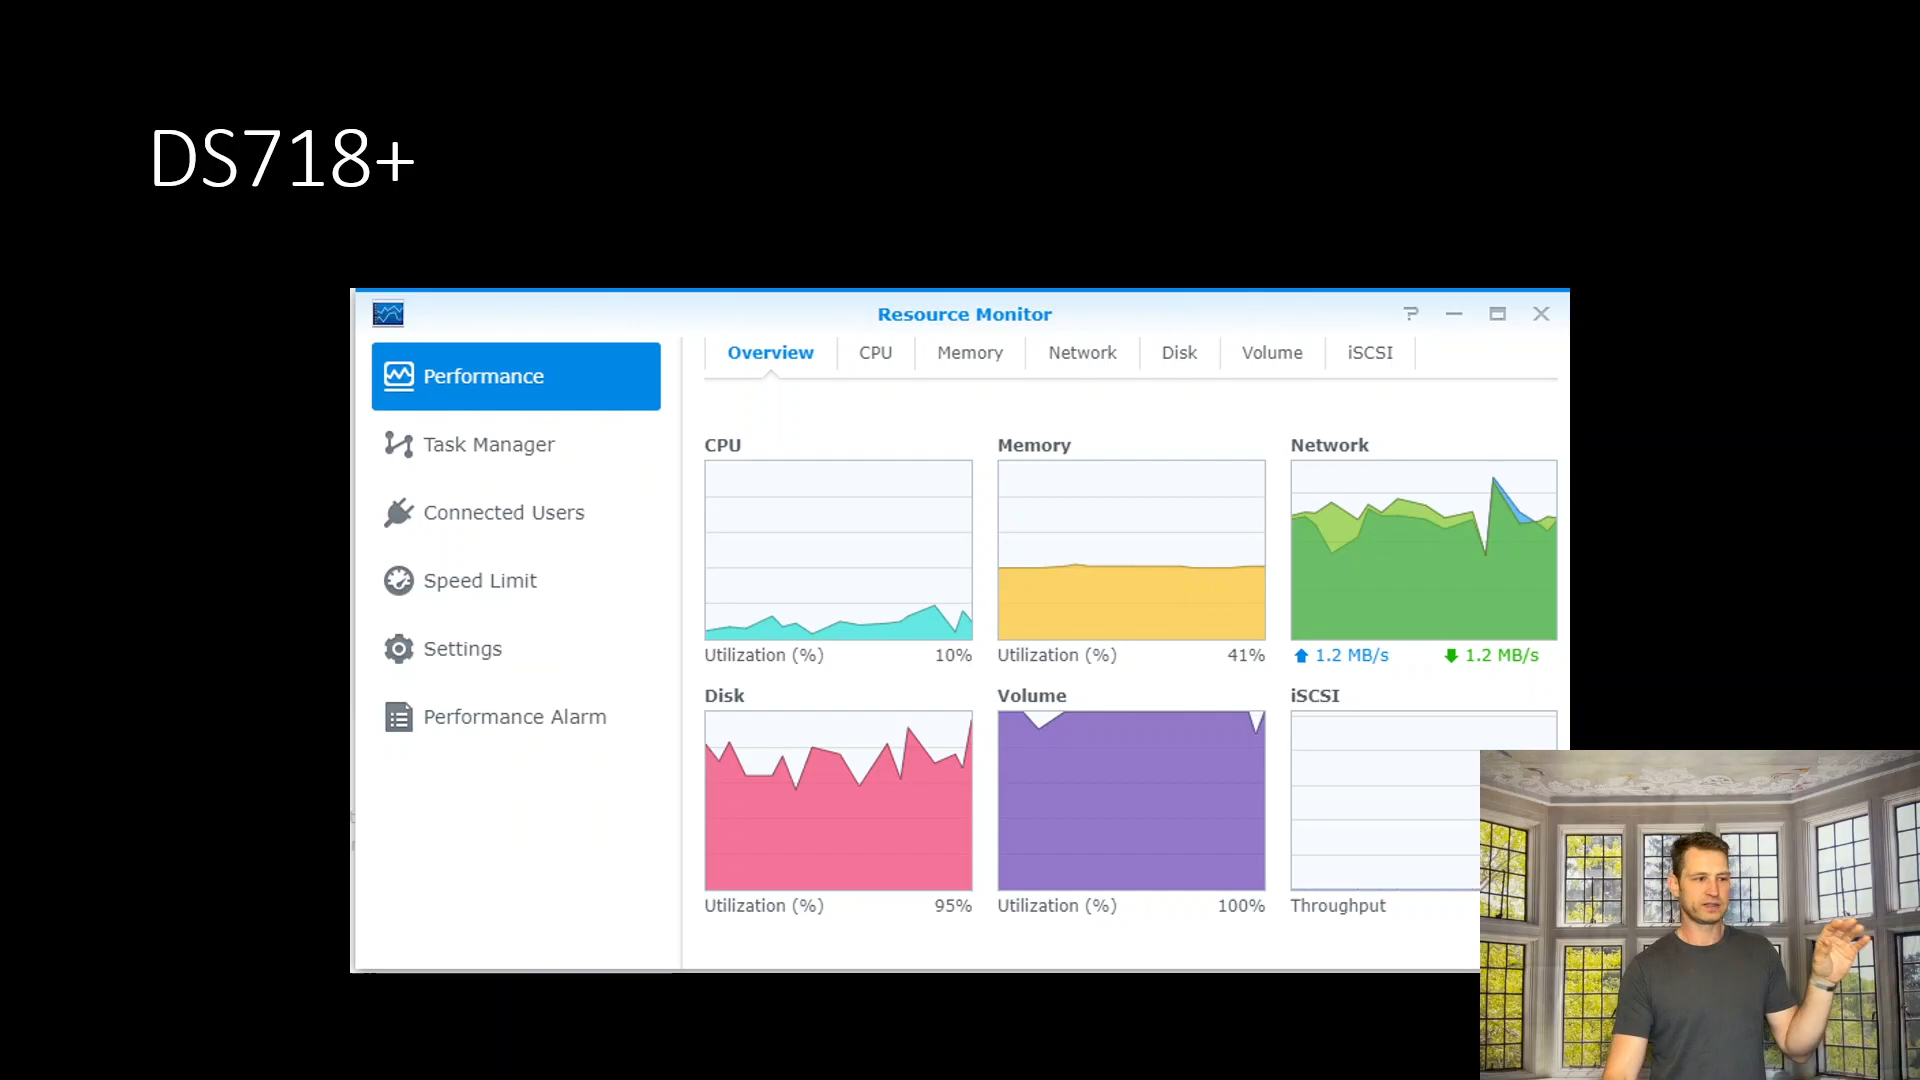 DS718+
Resource Monitor
Performance
Task Manager
Connected Users
Speed Limit
Settings
Performance Alarm
Overview CPU Memory Network Disk Volume iSCSI
CPU Memory Network
Utilization (%) 10% Utilization (%) 41% 1.2 MB/s 1.2 MB/s
Disk Volume iSCSI
Utilization (%) 95% Utilization (%) 100% Throughput